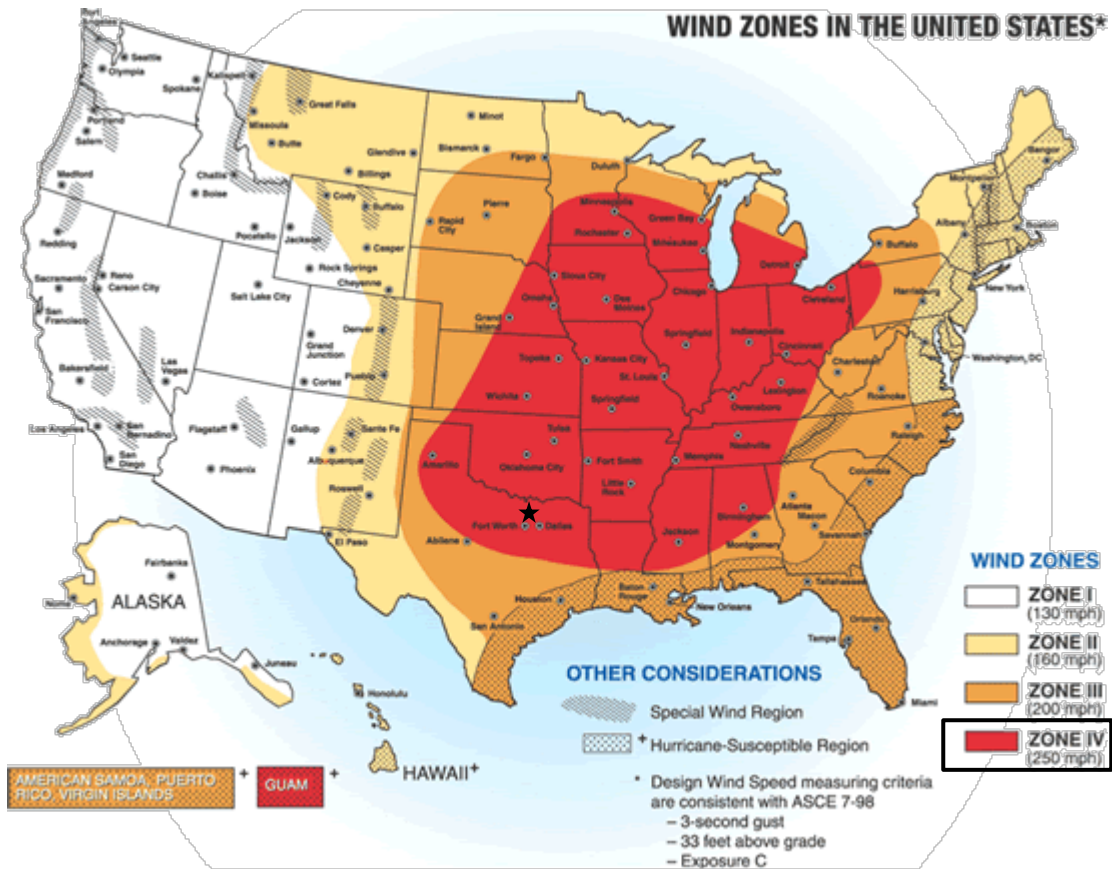 WIND ZONES IN THE UNITED STATES*
Port
Angeles
Seattle
Olympia
Spokane
Kalispell
Great Falls
Missoula
Portland
Salem
Butte
Glendive
Minot
Bismarck
Fargo
Duluth
Bangor
Medford
Challis
Boise
Billings
Cody
Buffalo
Pierre
Rapid
City
Minneapolis
Rochester
Green Bay
Milwaukee
Montpelier
Albany
Boston
Buffalo
Redding
Pocatello
Jackson
Casper
Rock Springs
Cheyenne
Sioux City
Detroit
Chicago
Cleveland
New York
Harrisburg
Sacramento
San
Francisco
Reno
Carson City
Salt Lake City
Omaha
Des
Moines
Grand
Island
Denver
Grand
Junction
Springfield
Indianapolis
Cincinnati
Charleston
Washington, DC
Bakersfield
Las
Vegas
Cortez
Pueblo
Topeka
Kansas City
St. Louis
Lexington
Roanoke
Wichita
Springfield
Owensboro
Los Angeles
San
Bernadino
San
Diego
Flagstaff
Gallup
Sante Fe
Albuquerque
Phoenix
Roswell
Amarillo
Tulsa
Oklahoma City
Fort Smith
Little
Rock
Nashville
Memphis
Raleigh
Columbia
Atlanta
Macon
Savannah
Birmingham
Montgomery
Jackson
Fort Worth
Dallas
Abilene
El Paso
Houston
San Antonio
Baton
Rouge
New Orleans
Tallahassee
Orlando
Tampa
Miami
Fairbanks
Nome
ALASKA
Anchorage
Valdez
Juneau
Honolulu
HAWAII+
WIND ZONES
ZONE I
(130 mph)
ZONE II
(160 mph)
ZONE III
(200 mph)
ZONE IV
(250 mph)
OTHER CONSIDERATIONS
Special Wind Region
+ Hurricane-Susceptible Region
* Design Wind Speed measuring criteria
are consistent with ASCE 7-98
– 3-second gust
– 33 feet above grade
– Exposure C
AMERICAN SAMOA, PUERTO
RICO, VIRGIN ISLANDS
+
GUAM
+